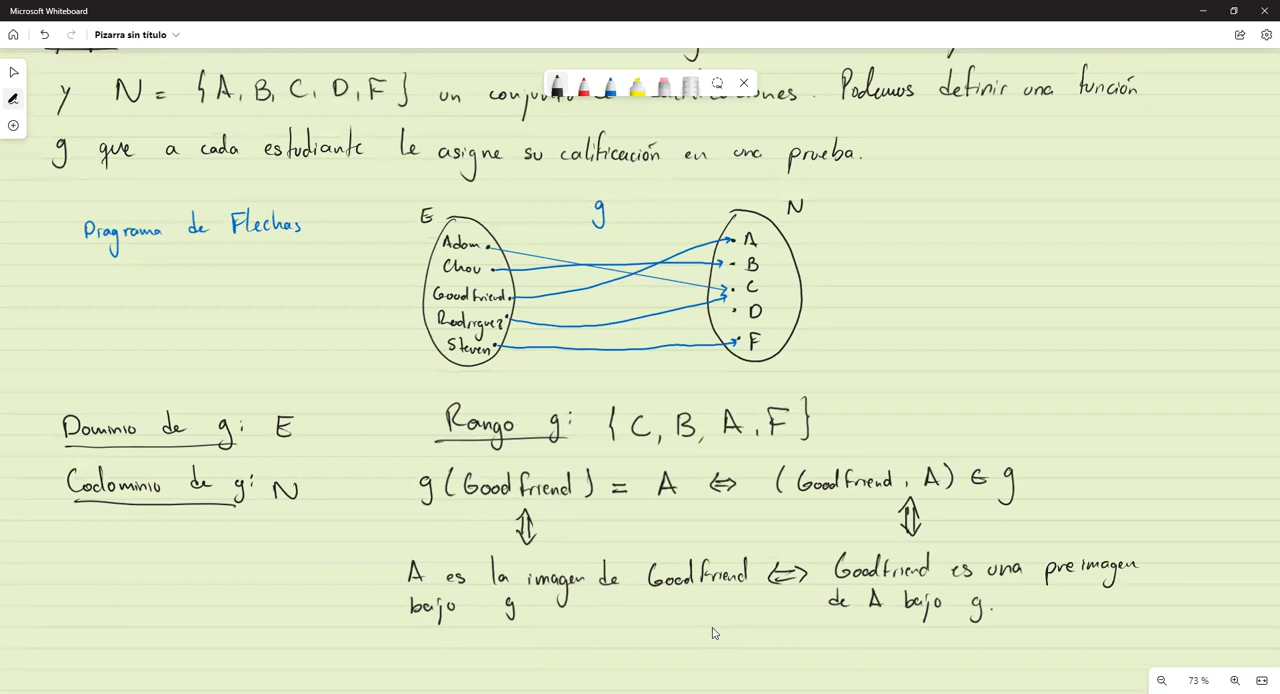 Microsoft Whiteboard
Pizarra sin título
y N = { A, B, C, D, F } un conjunto de calificaciones. Podemos definir una función
g que a cada estudiante le asigne su calificación en una prueba.
Diagrama de Flechas
E g N
Adam A
Chou B
Goodfriend C
Rodriguez D
Steven F
Dominio de g: E Rango g: { C, B, A, F }
Codominio de g: N g (Goodfriend) = A ⇔ (Goodfriend, A) ∈ g
⇕ ⇕
A es la imagen de Goodfriend ⇔ Goodfriend es una preimagen
bajo g de A bajo g.
73 %